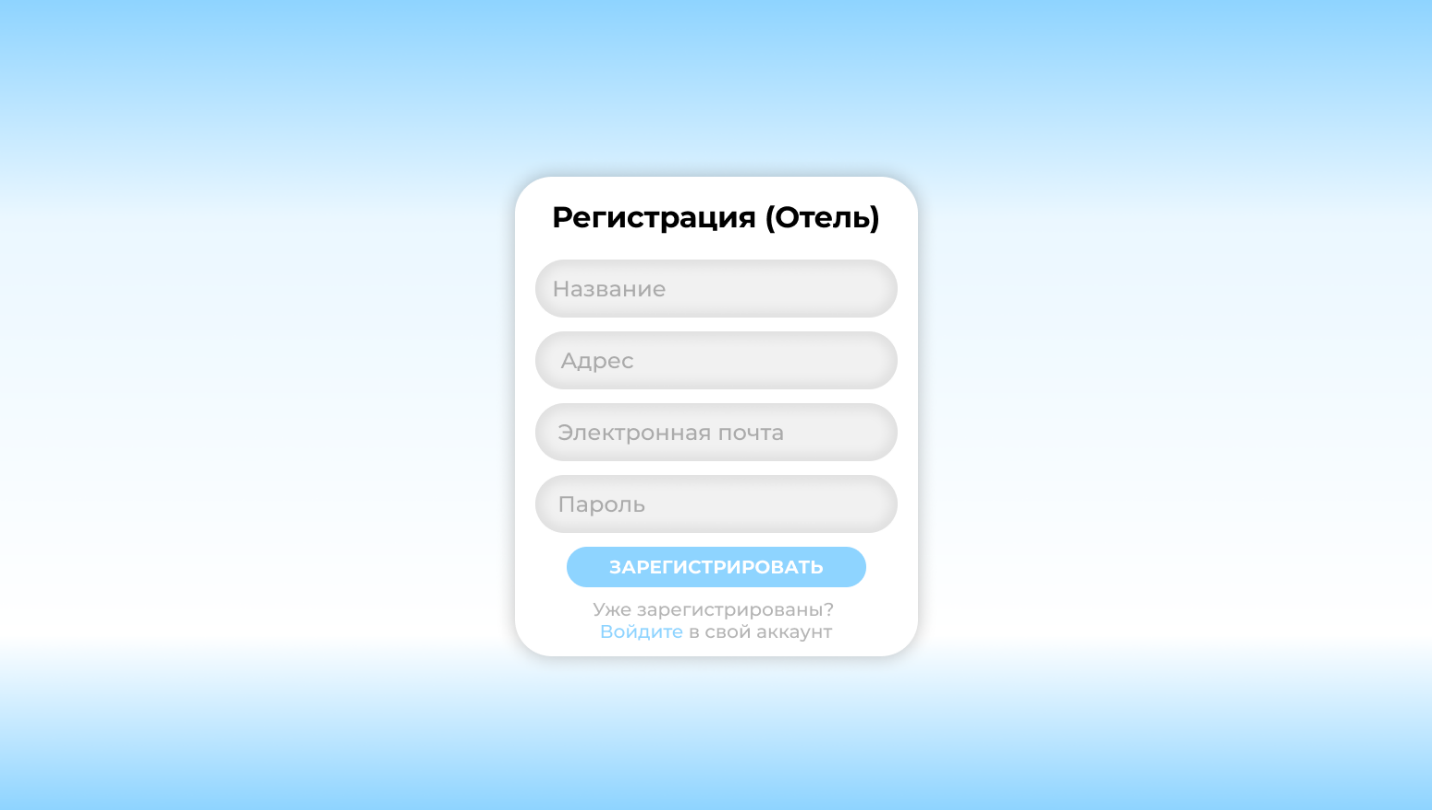 Регистрация (Отель)
Название
Адрес
Электронная почта
Пароль
ЗАРЕГИСТРИРОВАТЬ
Уже зарегистрированы?
Войдите в свой аккаунт